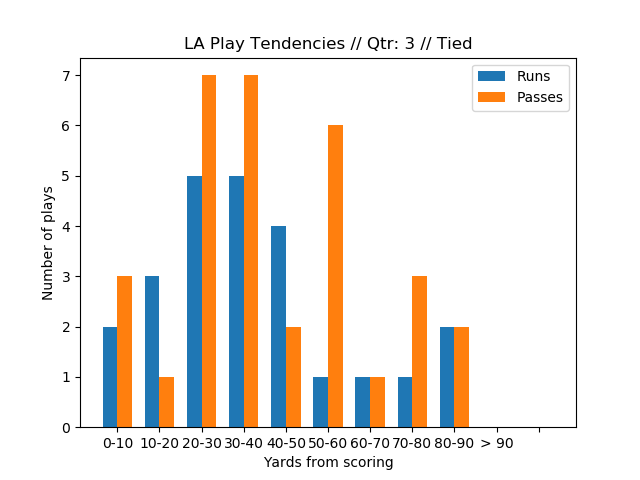 LA Play Tendencies // Qtr: 3 // Tied
Runs
Passes
Number of plays
7
6
5
4
3
2
1
0
0-10 10-20 20-30 30-40 40-50 50-60 60-70 70-80 80-90 > 90
Yards from scoring